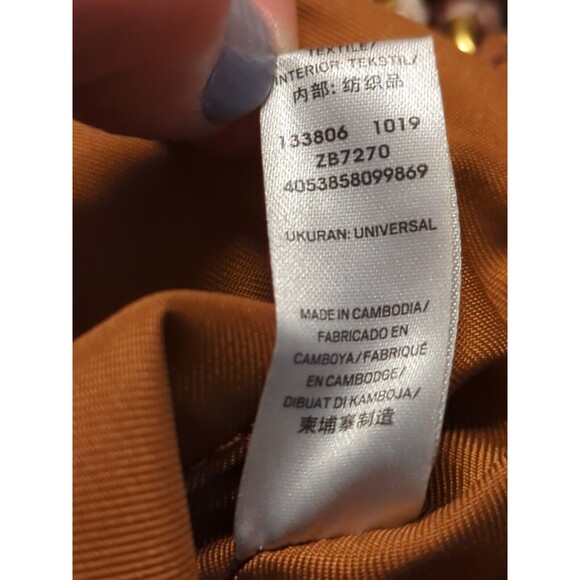 TEXTILE/
INTERIOR TEKSTIL/
内部: 纺织品
133806 1019
ZB7270
4053858099869
UKURAN: UNIVERSAL
MADE IN CAMBODIA/
FABRICADO EN
CAMBOYA/FABRIQUÉ
EN CAMBODGE/
DIBUAT DI KAMBOJA/
柬埔寨制造